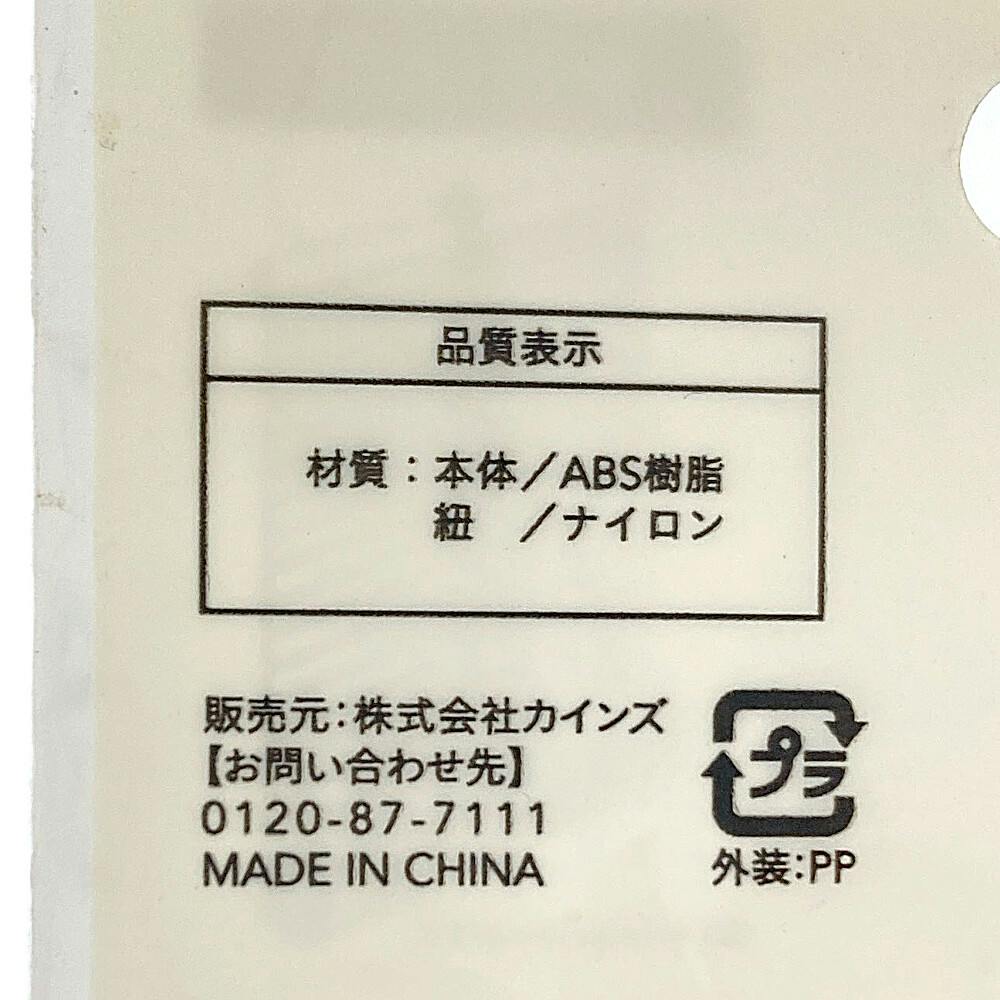 品質表示
材質：本体／ABS樹脂
紐　／ナイロン
販売元：株式会社カインズ
【お問い合わせ先】
0120-87-7111
MADE IN CHINA
プラ
外装：PP